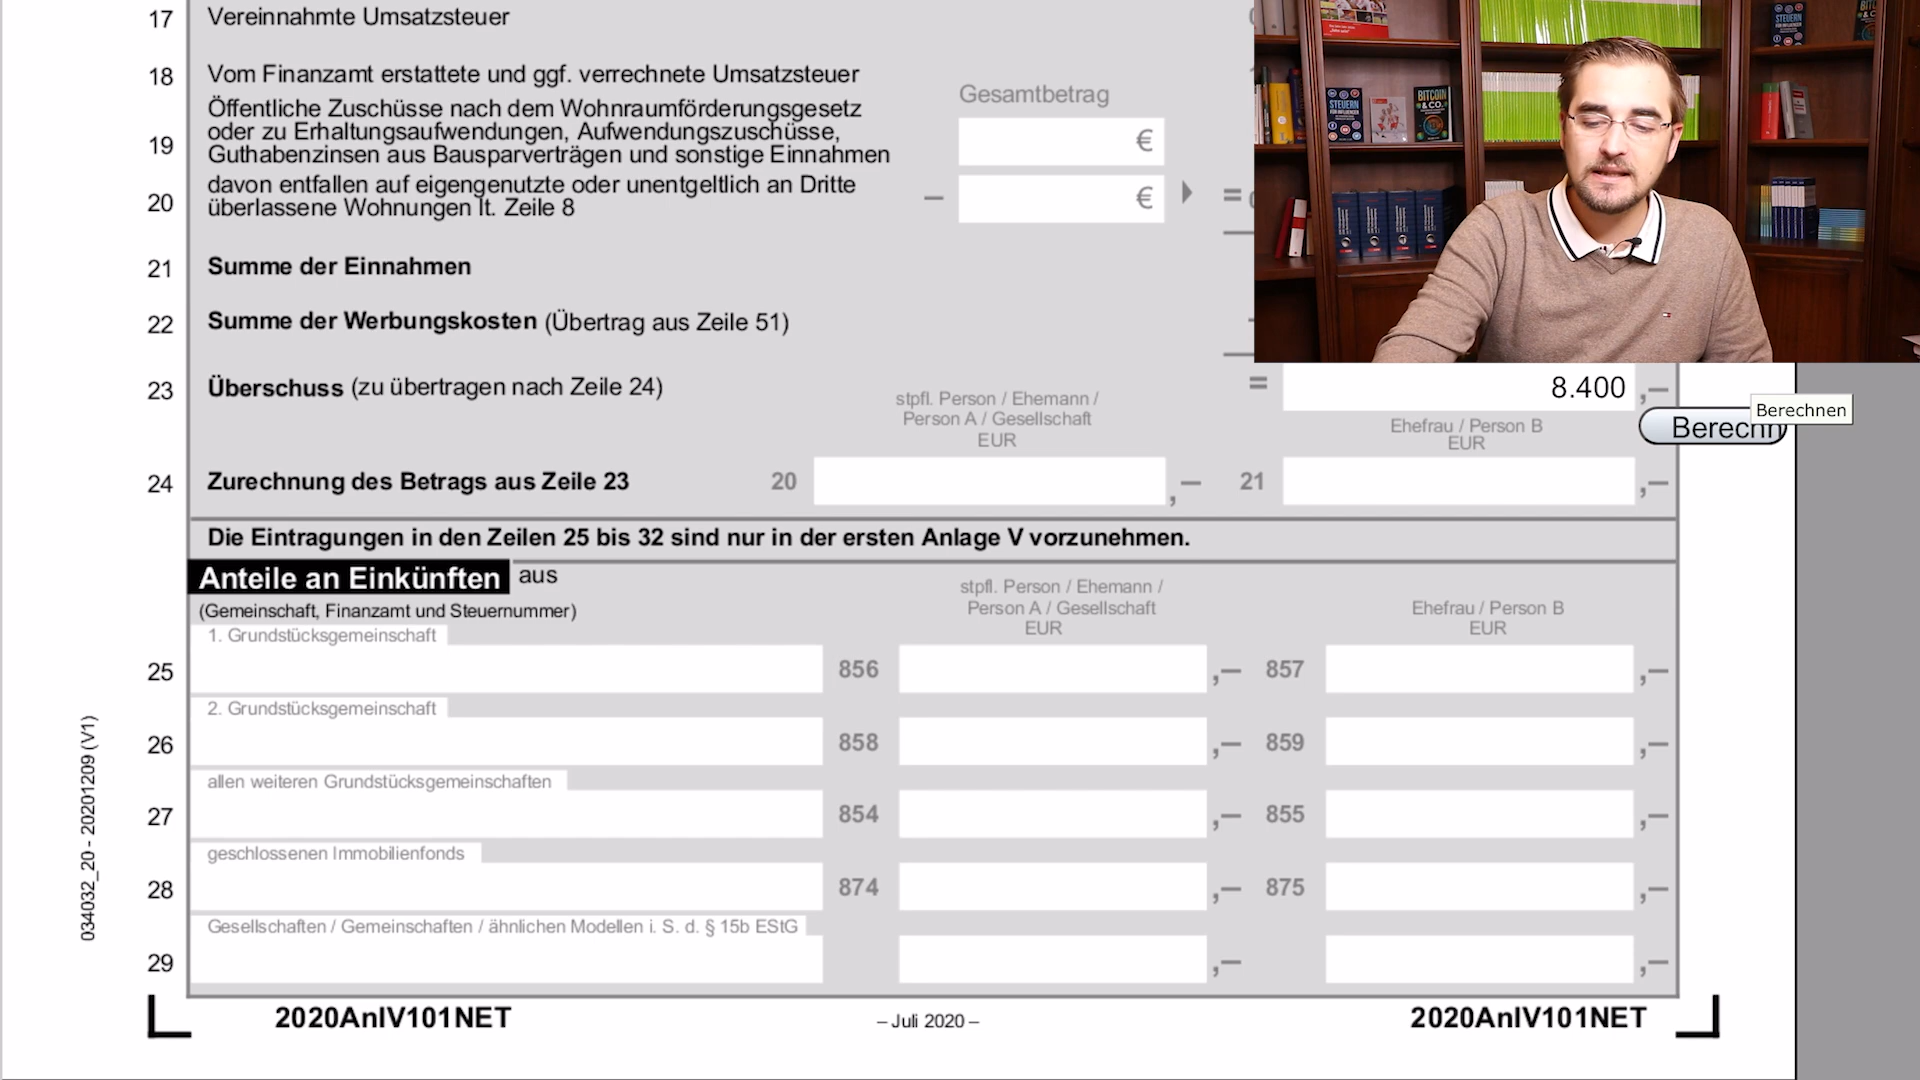 17 Vereinnahmte Umsatzsteuer
18 Vom Finanzamt erstattete und ggf. verrechnete Umsatzsteuer
Gesamtbetrag
19 Öffentliche Zuschüsse nach dem Wohnraumförderungsgesetz
oder zu Erhaltungsaufwendungen, Aufwendungszuschüsse,
Guthabenzinsen aus Bausparverträgen und sonstige Einnahmen
€
20 davon entfallen auf eigengenutzte oder unentgeltlich an Dritte
überlassene Wohnungen lt. Zeile 8
– € =
21 Summe der Einnahmen
22 Summe der Werbungskosten (Übertrag aus Zeile 51)
23 Überschuss (zu übertragen nach Zeile 24) = 8.400 ,–
Berechnen
Berechn
stpfl. Person / Ehemann /
Person A / Gesellschaft
EUR
Ehefrau / Person B
EUR
24 Zurechnung des Betrags aus Zeile 23 20 ,– 21 ,–
Die Eintragungen in den Zeilen 25 bis 32 sind nur in der ersten Anlage V vorzunehmen.
Anteile an Einkünften aus
(Gemeinschaft, Finanzamt und Steuernummer)
stpfl. Person / Ehemann /
Person A / Gesellschaft
EUR
Ehefrau / Person B
EUR
1. Grundstücksgemeinschaft
25 856 ,– 857 ,–
2. Grundstücksgemeinschaft
26 858 ,– 859 ,–
allen weiteren Grundstücksgemeinschaften
27 854 ,– 855 ,–
geschlossenen Immobilienfonds
28 874 ,– 875 ,–
Gesellschaften / Gemeinschaften / ähnlichen Modellen i. S. d. § 15b EStG
29 ,– ,–
034032_20 - 20201209 (V1)
2020AnlV101NET
– Juli 2020 –
2020AnlV101NET
STEUERN
FÜR INFLUENCER
BITCOIN
& CO.
STEUERN
FÜR INFLUENCER